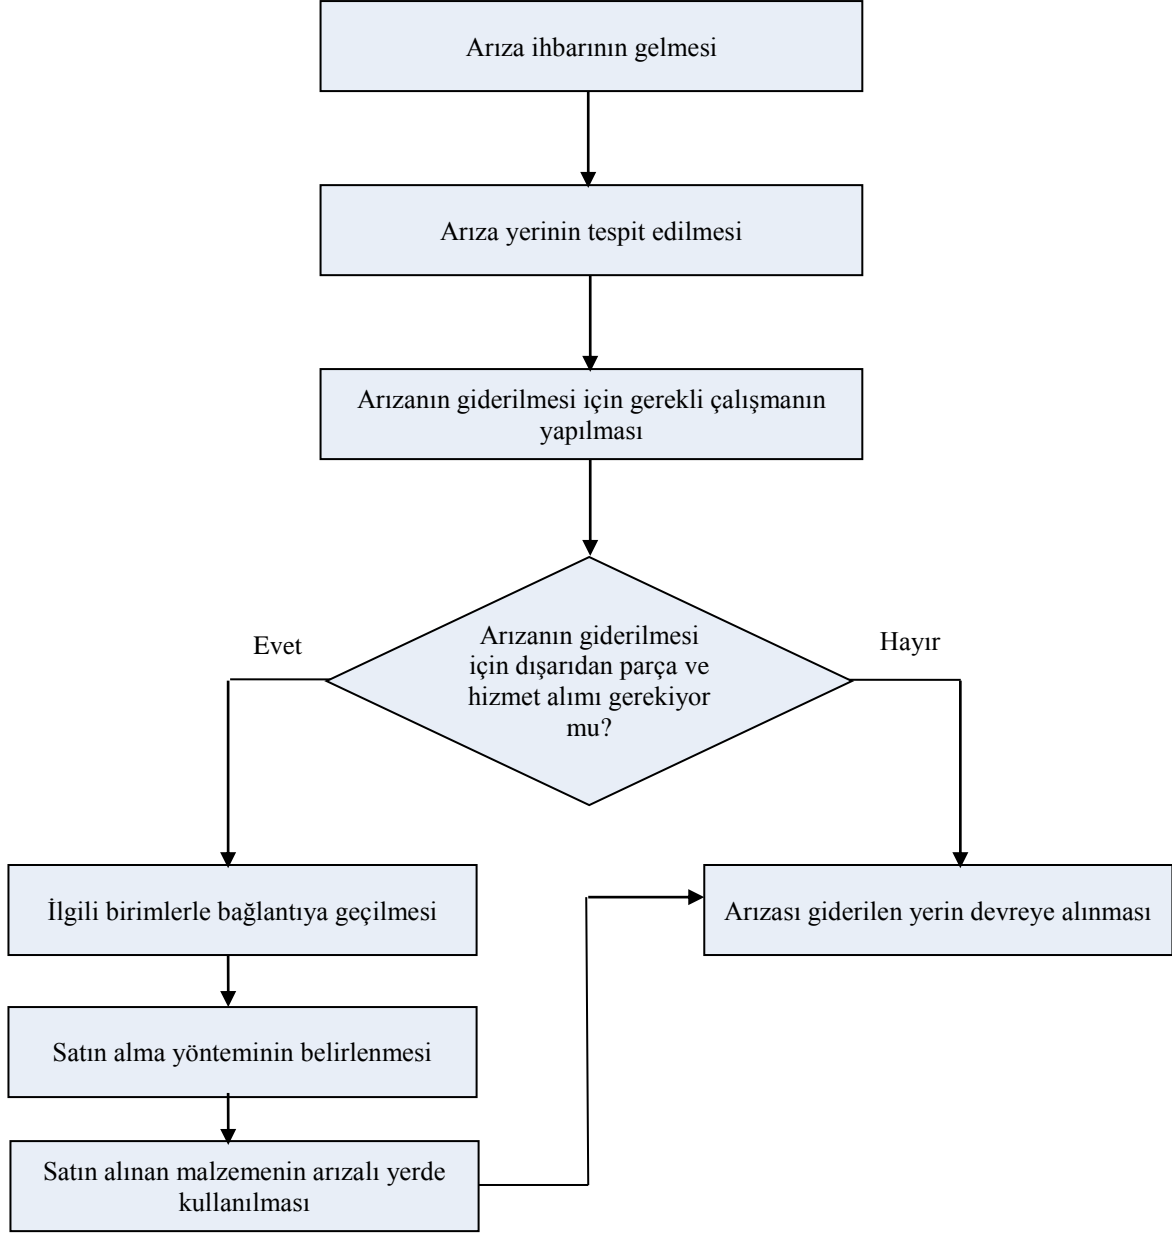 Arıza ihbarının gelmesi
Arıza yerinin tespit edilmesi
Arızanın giderilmesi için gerekli çalışmanın
yapılması
Arızanın giderilmesi
için dışarıdan parça ve
hizmet alımı gerekiyor
mu?
Evet
Hayır
İlgili birimlerle bağlantıya geçilmesi
Arızası giderilen yerin devreye alınması
Satın alma yönteminin belirlenmesi
Satın alınan malzemenin arızalı yerde
kullanılması